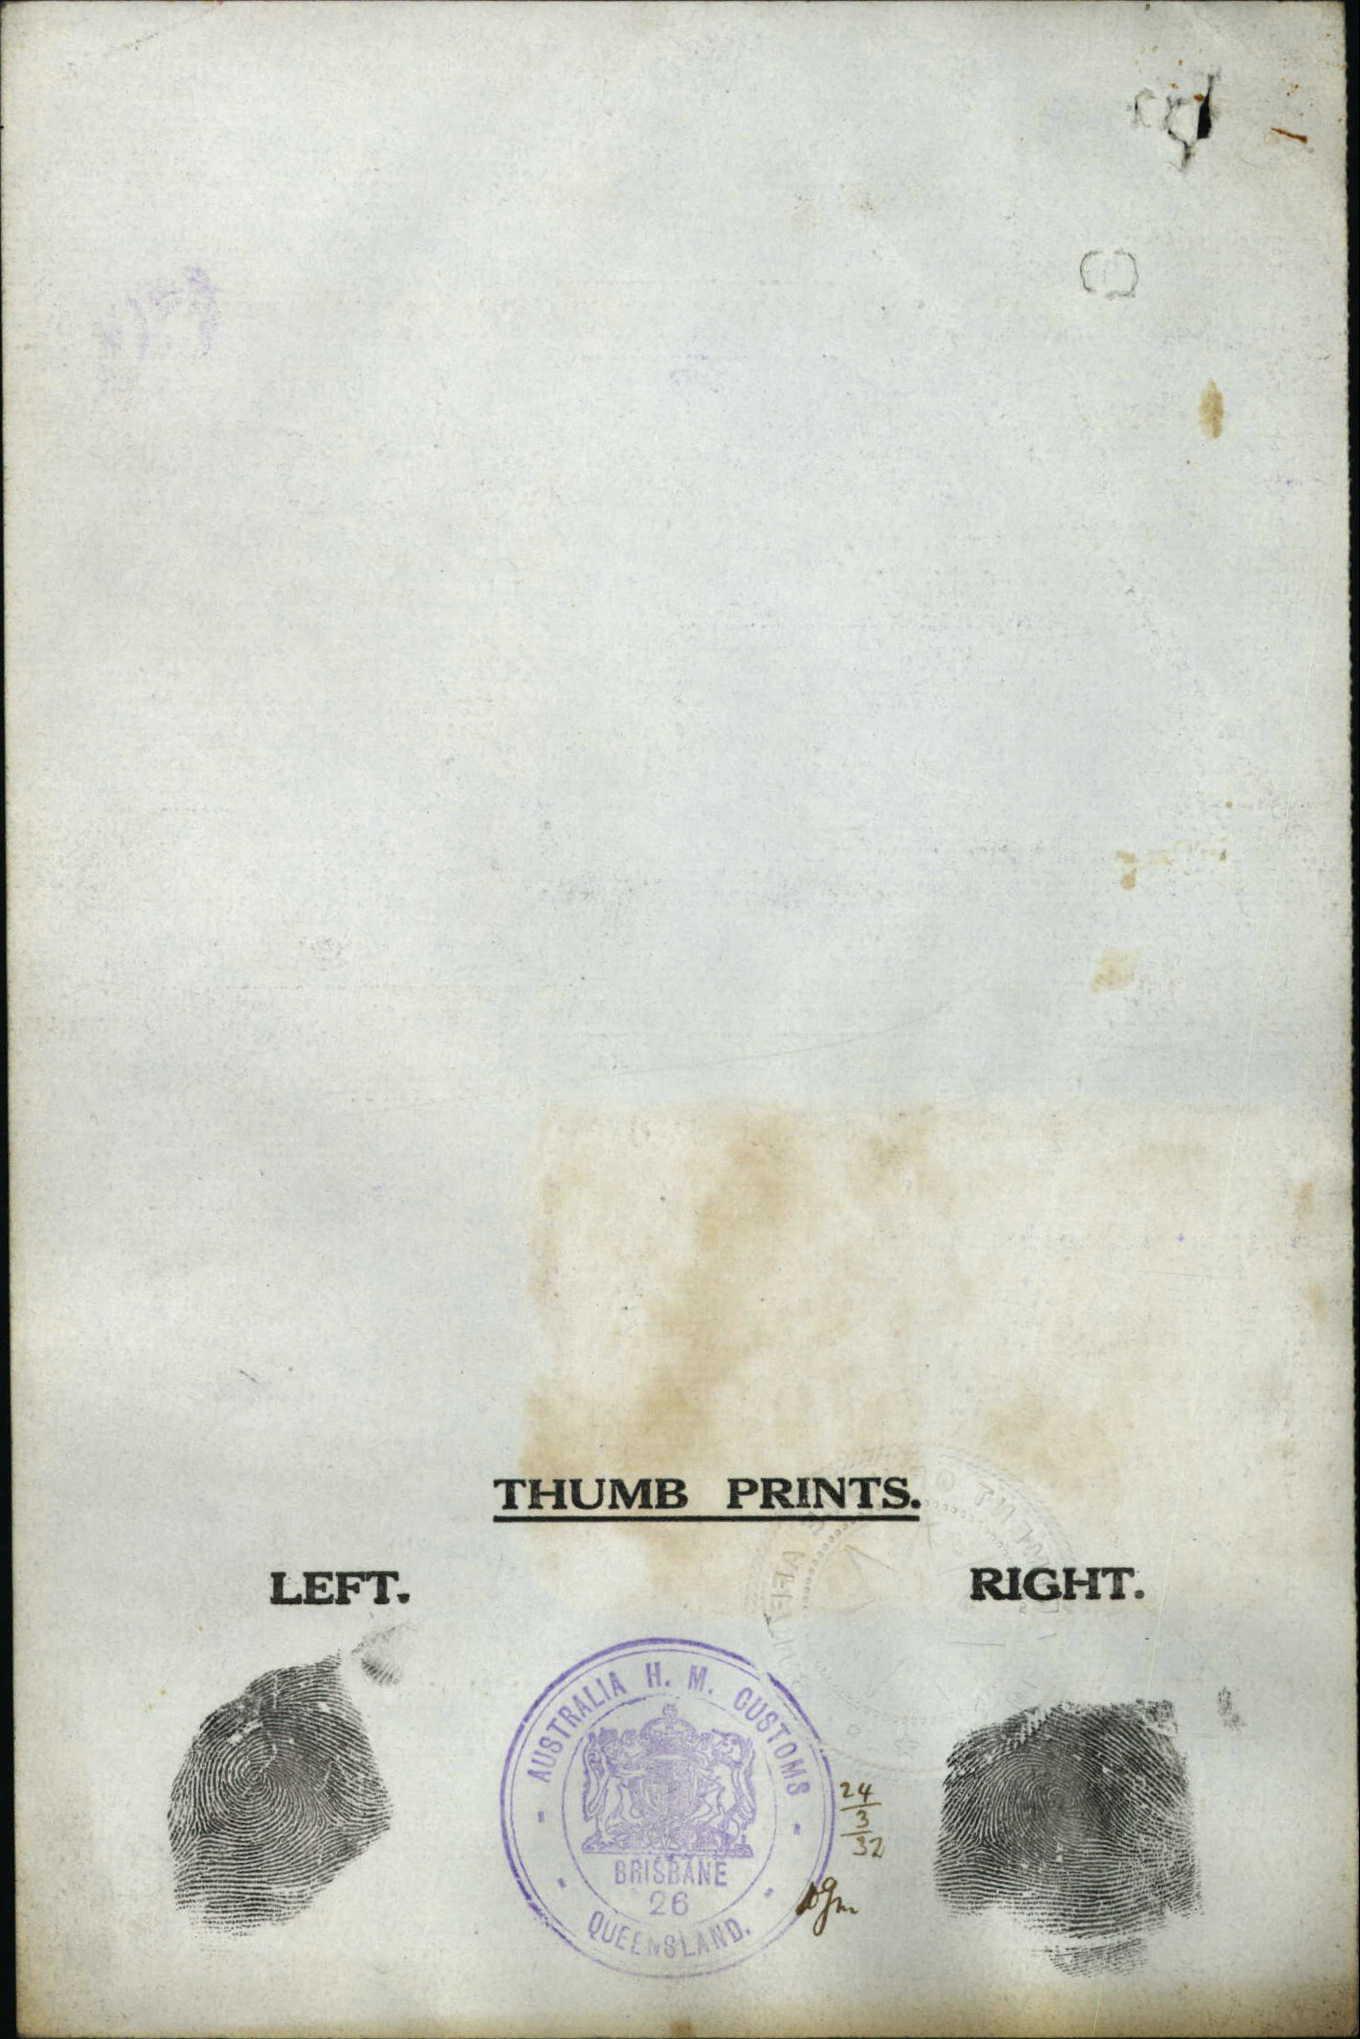 THUMB PRINTS.
LEFT.
RIGHT.
AUSTRALIA H. M. CUSTOMS
BRISBANE
26
QUEENSLAND.
24
3
32